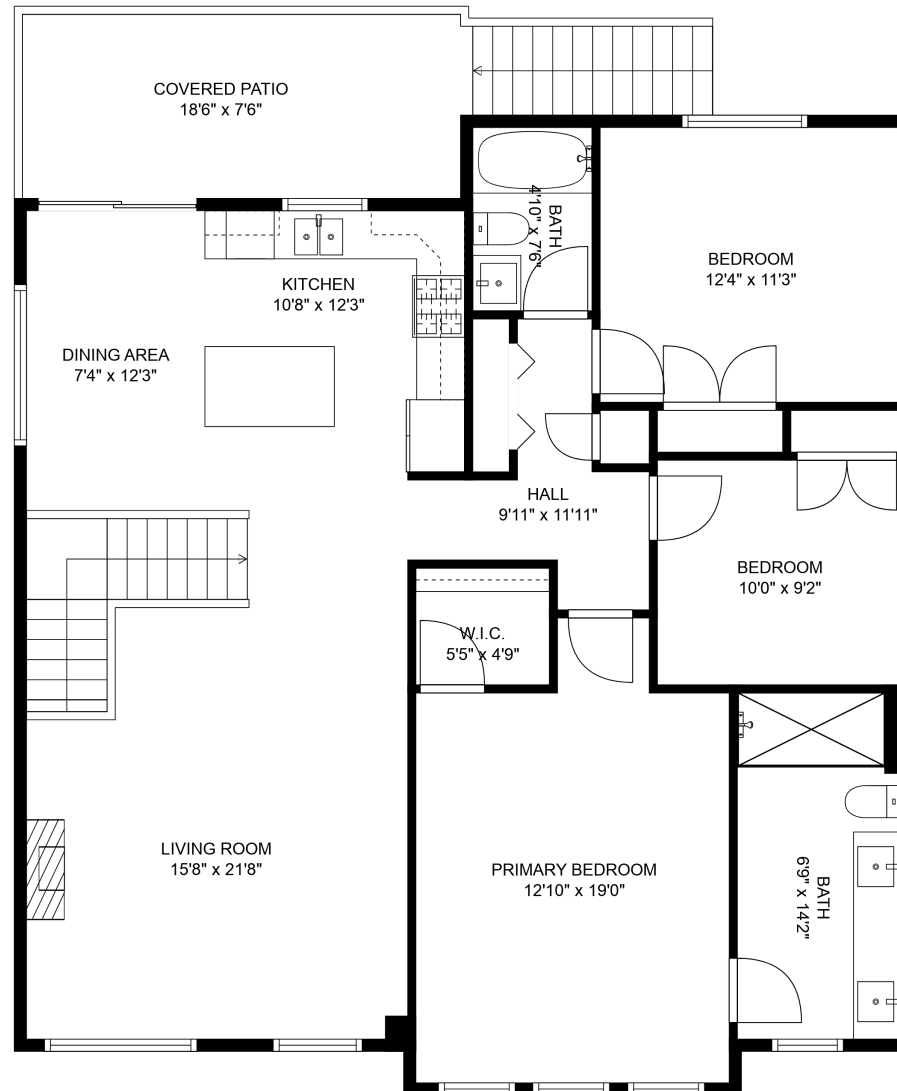 COVERED PATIO
18'6" x 7'6"
BATH
4'10" x 7'6"
BEDROOM
12'4" x 11'3"
KITCHEN
10'8" x 12'3"
DINING AREA
7'4" x 12'3"
HALL
9'11" x 11'11"
BEDROOM
10'0" x 9'2"
W.I.C.
5'5" x 4'9"
LIVING ROOM
15'8" x 21'8"
PRIMARY BEDROOM
12'10" x 19'0"
BATH
6'9" x 14'2"